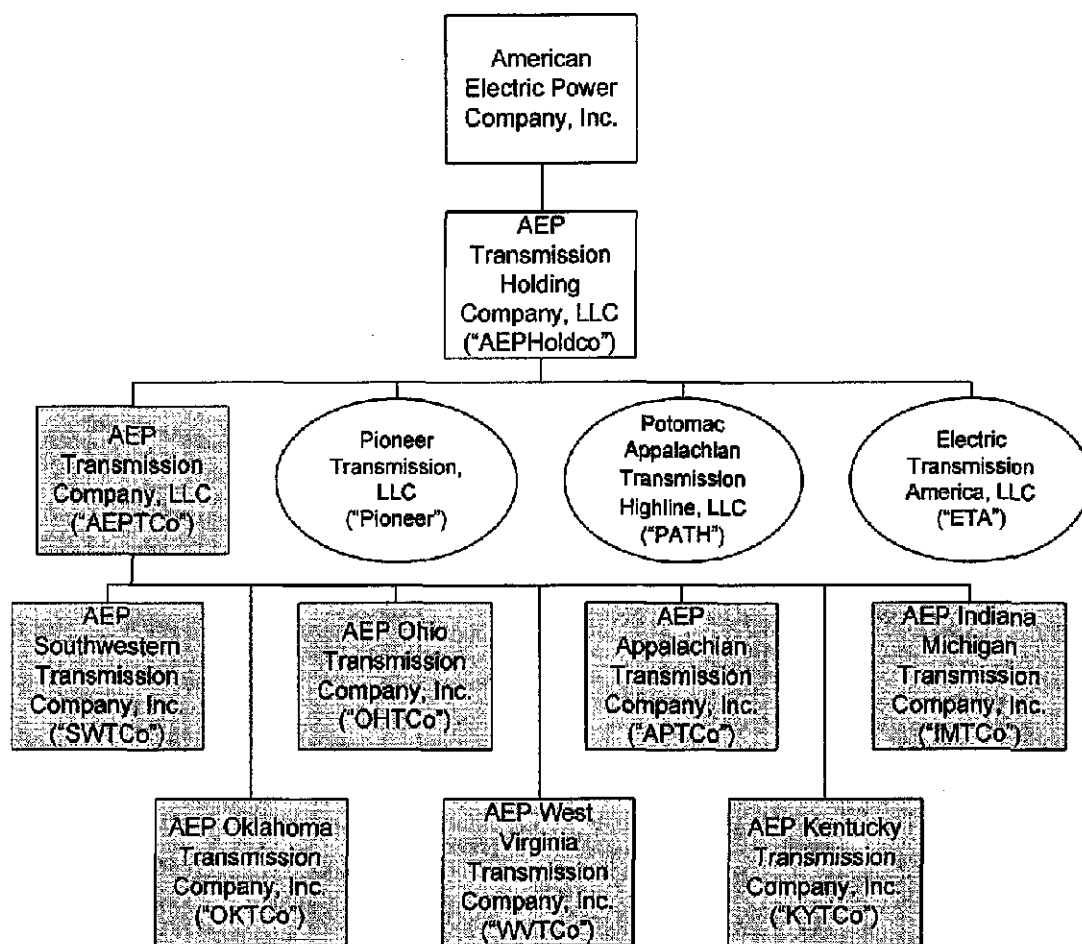 American
Electric Power
Company, Inc.
AEP
Transmission
Holding
Company, LLC
("AEPHoldco")
AEP
Transmission
Company, LLC
("AEPTCo")
Pioneer
Transmission,
LLC
("Pioneer")
Potomac
Appalachian
Transmission
Highline, LLC
("PATH")
Electric
Transmission
America, LLC
("ETA")
AEP
Southwestern
Transmission
Company, Inc.
("SWTCo")
AEP Ohio
Transmission
Company, Inc.
("OHTCo")
AEP
Appalachian
Transmission
Company, Inc.
("APTCo")
AEP Indiana
Michigan
Transmission
Company, Inc.
("IMTCo")
AEP Oklahoma
Transmission
Company, Inc.
("OKTCo")
AEP West
Virginia
Transmission
Company, Inc.
("WVTCo")
AEP Kentucky
Transmission
Company, Inc.
("KYTCo")